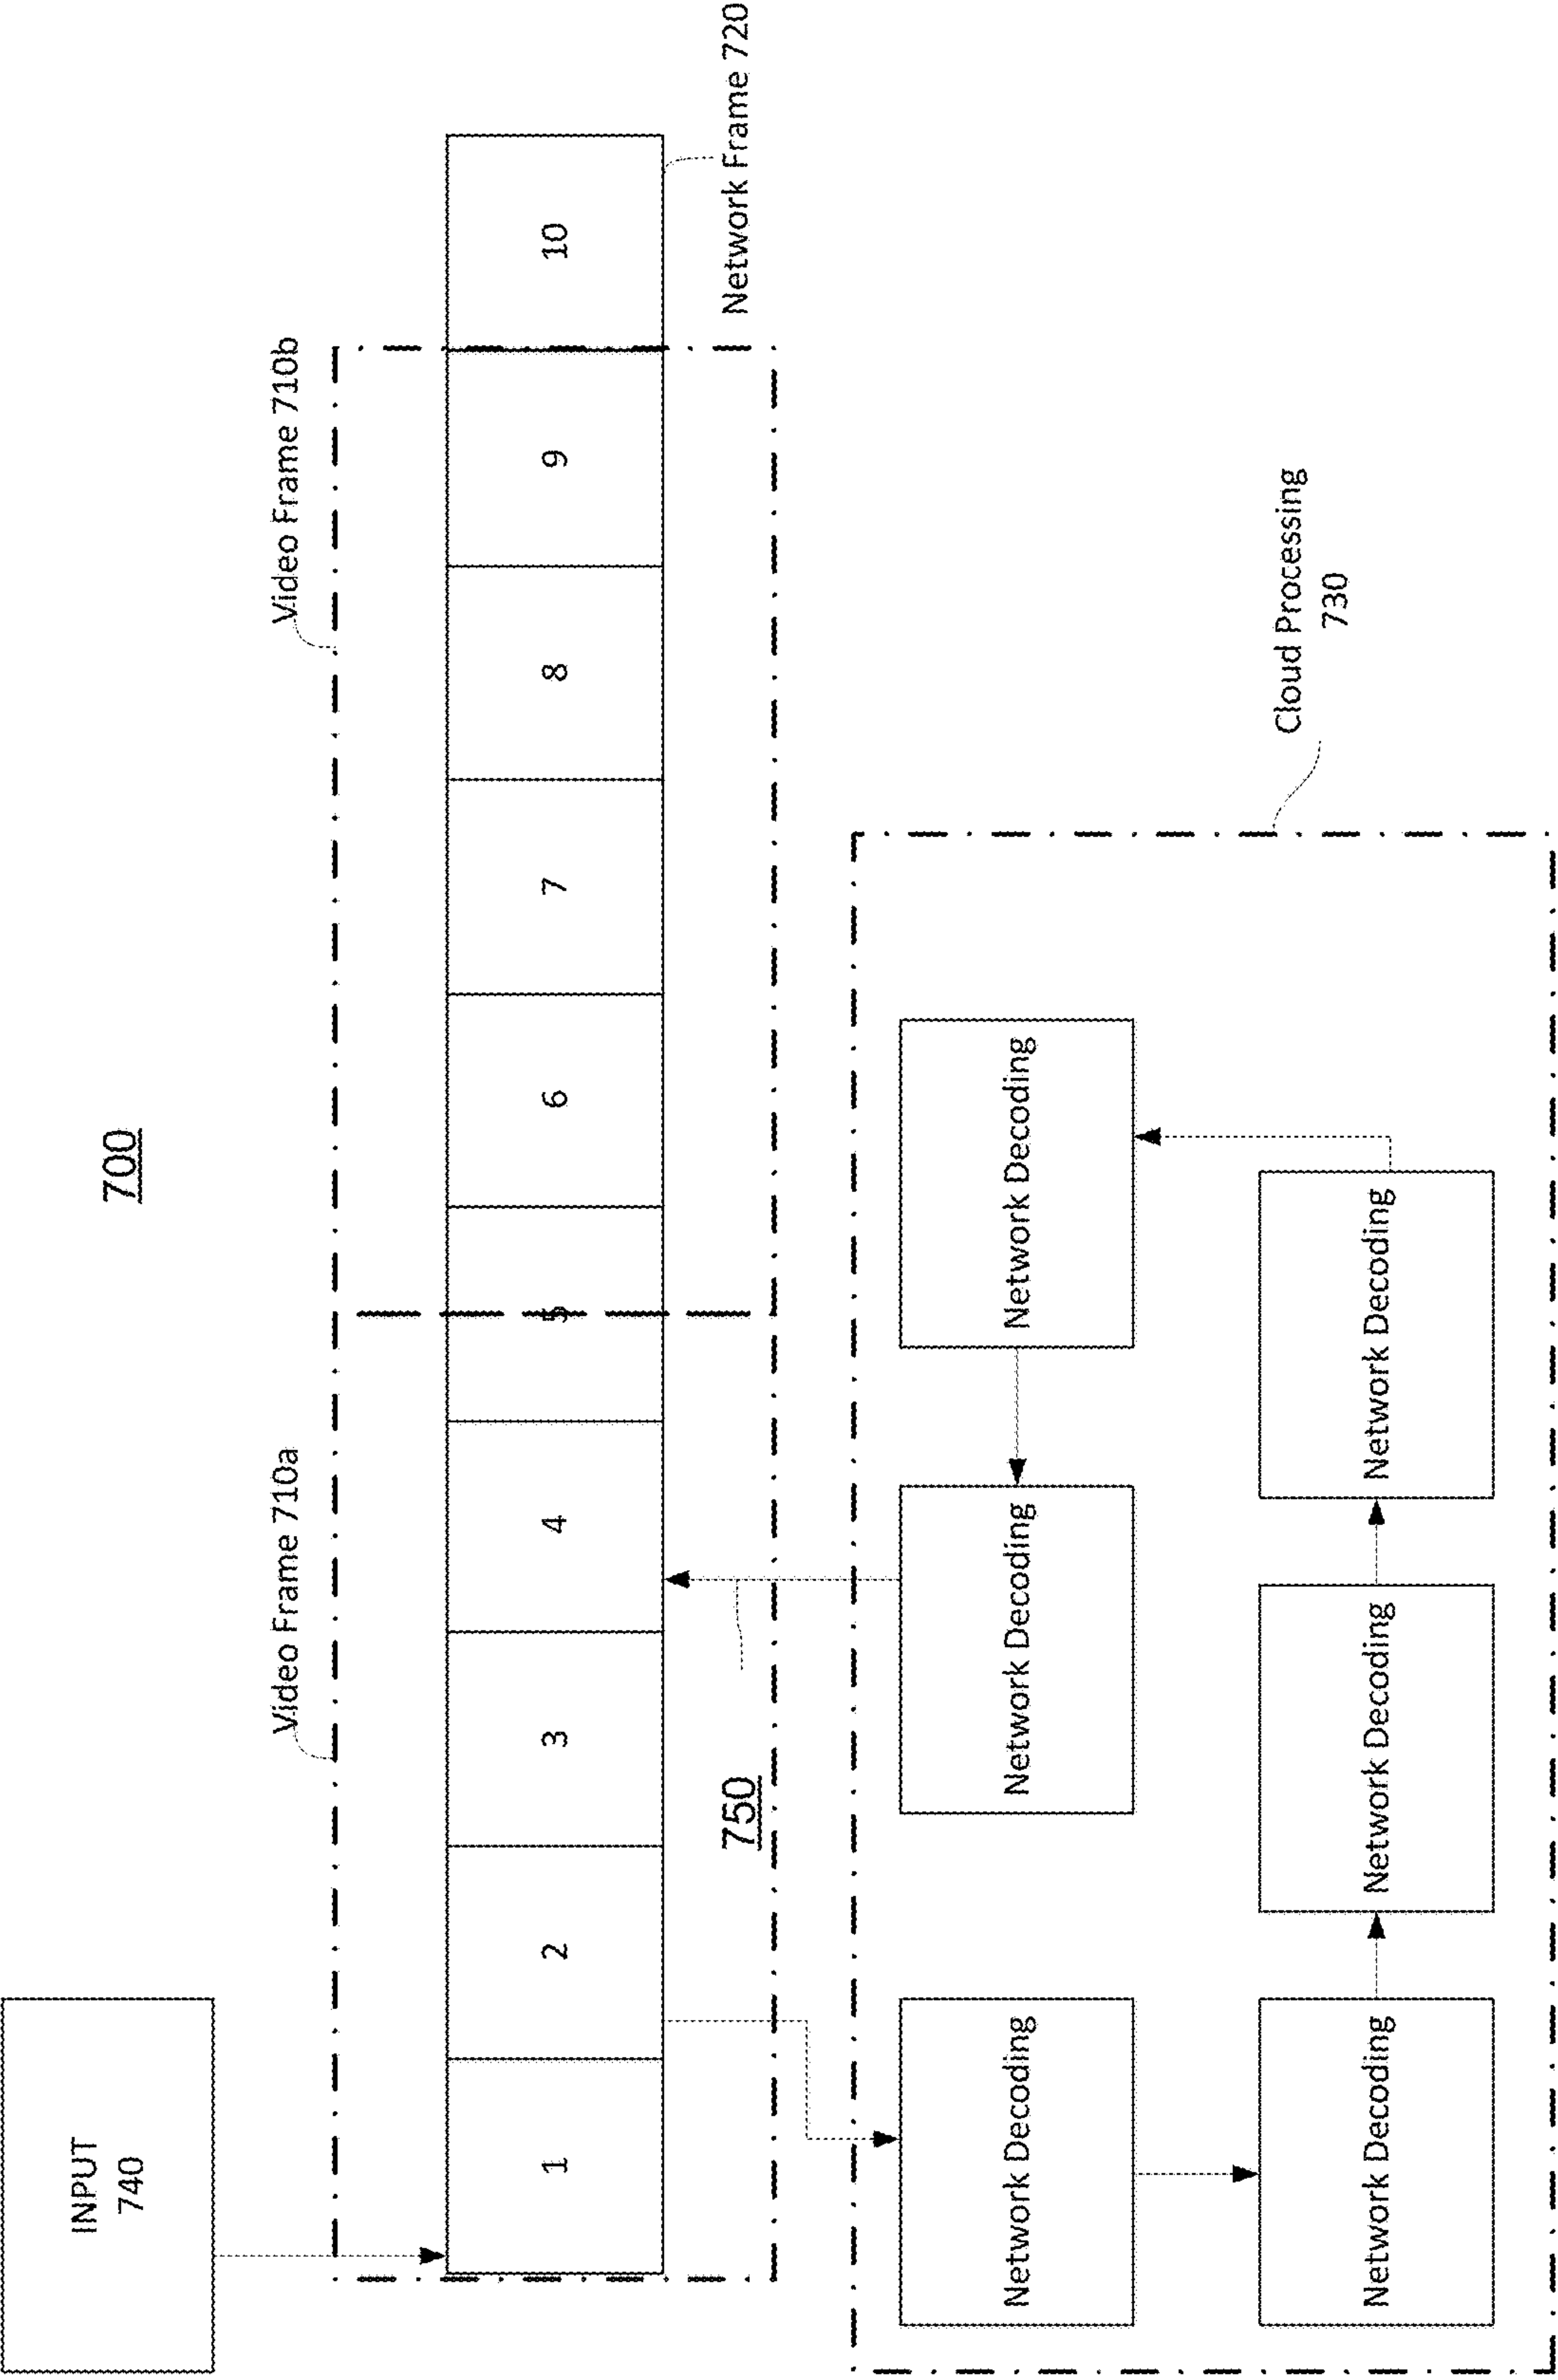 700
INPUT
740
Video Frame 710a
Video Frame 710b
1
2
3
4
5
6
7
8
9
10
750
Network Frame 720
Cloud Processing
730
Network Decoding
Network Decoding
Network Decoding
Network Decoding
Network Decoding
Network Decoding